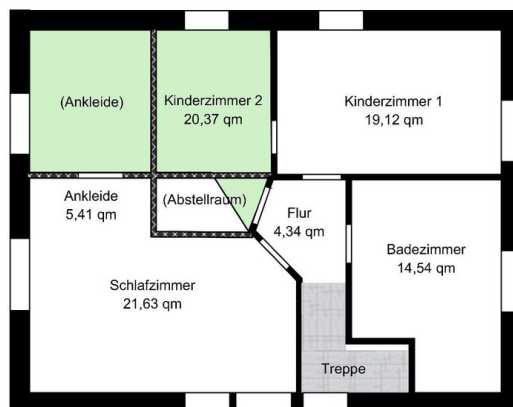 (Ankleide)
Kinderzimmer 2
20,37 qm
Kinderzimmer 1
19,12 qm
Ankleide
5,41 qm
(Abstellraum)
Flur
4,34 qm
Badezimmer
14,54 qm
Schlafzimmer
21,63 qm
Treppe